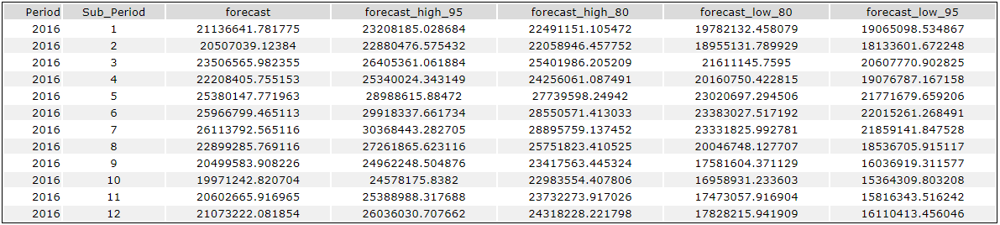 Period Sub_Period forecast forecast_high_95 forecast_high_80 forecast_low_80 forecast_low_95
2016 1 21136641.781775 23208185.028684 22491151.105472 19782132.458079 19065098.534867
2016 2 20507039.12384 22880476.575432 22058946.457752 18955131.789929 18133601.672248
2016 3 23506565.982355 26405361.061884 25401986.205209 21611145.7595 20607770.902825
2016 4 22208405.755153 25340024.343149 24256061.087491 20160750.422815 19076787.167158
2016 5 25380147.771963 28988615.88472 27739598.24942 23020697.294506 21771679.659206
2016 6 25966799.465113 29918337.661734 28550571.413033 23383027.517192 22015261.268491
2016 7 26113792.565116 30368443.282705 28895759.137452 23331825.992781 21859141.847528
2016 8 22899285.769116 27261865.623116 25751823.410525 20046748.127707 18536705.915117
2016 9 20499583.908226 24962248.504876 23417563.445324 17581604.371129 16036919.311577
2016 10 19971242.820704 24578175.8382 22983554.407806 16958931.233603 15364309.803208
2016 11 20602665.916965 25388988.317688 23732273.917026 17473057.916904 15816343.516242
2016 12 21073222.081854 26036030.707662 24318228.221798 17828215.941909 16110413.456046